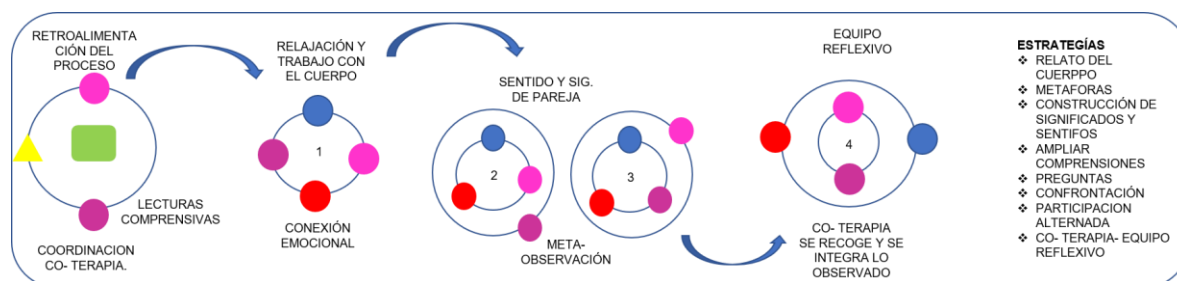 RETROALIMENTA
CIÓN DEL
PROCESO
LECTURAS
COMPRENSIVAS
COORDINACION
CO- TERAPIA.
RELAJACIÓN Y
TRABAJO CON
EL CUERPO
1
CONEXIÓN
EMOCIONAL
SENTIDO Y SIG.
DE PAREJA
2
3
META-
OBSERVACIÓN
EQUIPO
REFLEXIVO
4
CO- TERAPIA
SE RECOGE Y SE
INTEGRA LO
OBSERVADO
ESTRATEGÍAS
❖ RELATO DEL
CUERPPO
❖ METAFORAS
❖ CONSTRUCCIÓN DE
SIGNIFICADOS Y
SENTIFOS
❖ AMPLIAR
COMPRENSIONES
❖ PREGUNTAS
❖ CONFRONTACIÓN
❖ PARTICIPACION
ALTERNADA
❖ CO- TERAPIA- EQUIPO
REFLEXIVO